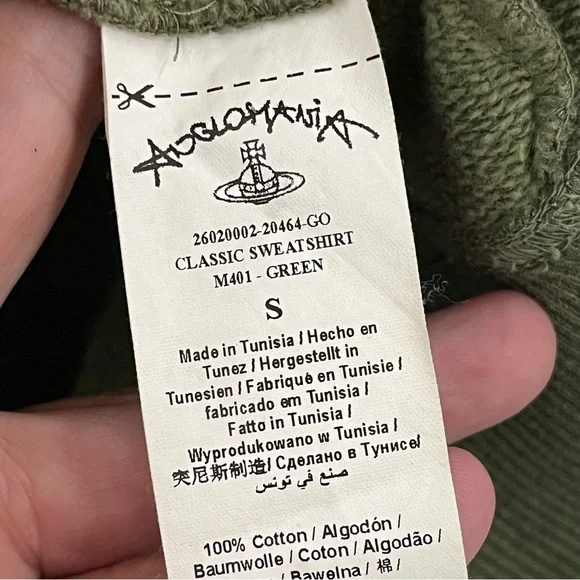 ANGLOMANIA
26020002-20464-GO
CLASSIC SWEATSHIRT
M401 - GREEN
S
Made in Tunisia / Hecho en
Tunez / Hergestellt in
Tunesien / Fabriqué en Tunisie /
fabricado em Tunisia /
Fatto in Tunisia /
Wyprodukowano w Tunisia /
突尼斯制造/ Сделано в Тунисе/
صنع في تونس
100% Cotton / Algodón /
Baumwolle / Coton / Algodão /
/ Bawełna / 棉 /